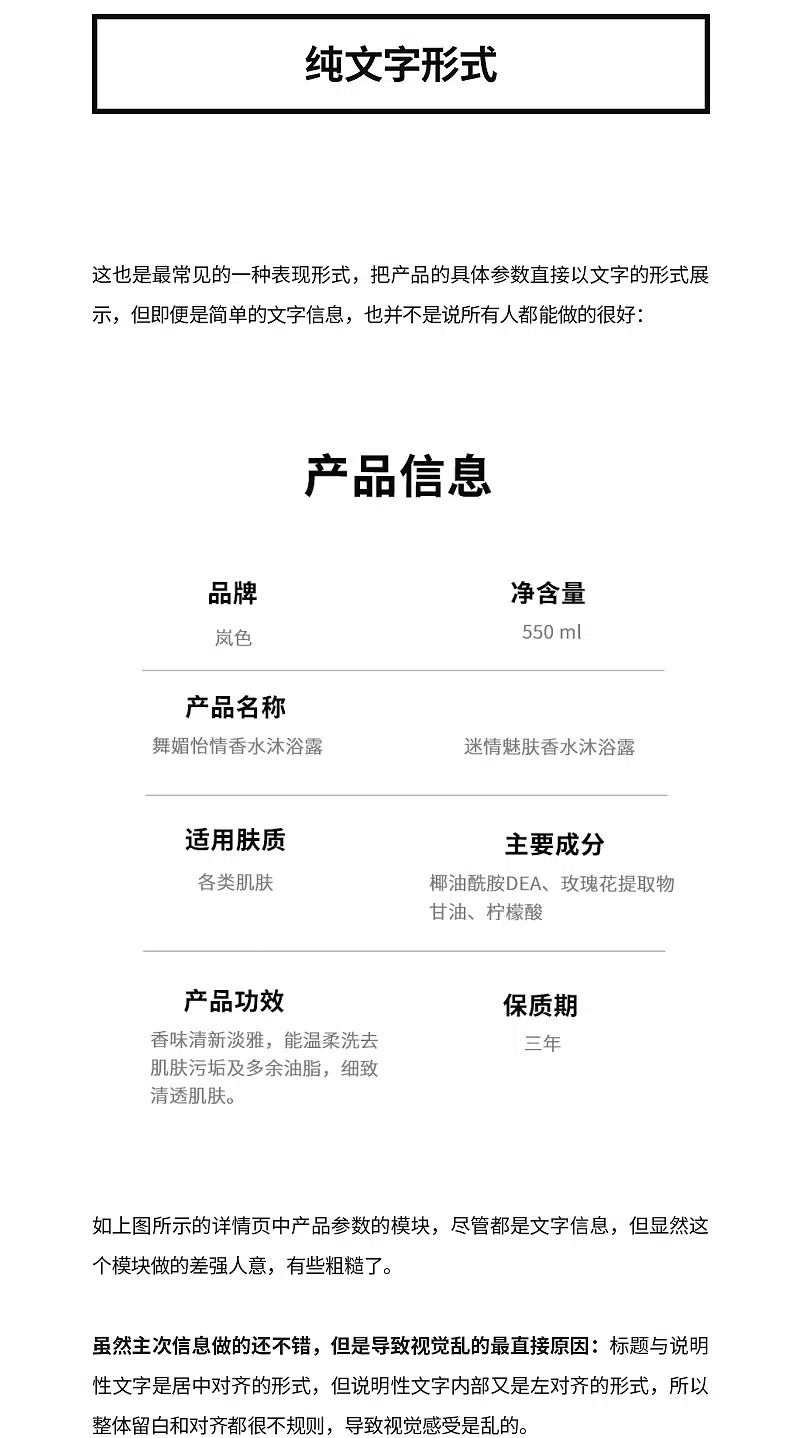 纯文字形式
这也是最常见的一种表现形式，把产品的具体参数直接以文字的形式展
示，但即便是简单的文字信息，也并不是说所有人都能做的很好：
产品信息
品牌
岚色
净含量
550 ml
产品名称
舞媚怡情香水沐浴露
迷情魅肤香水沐浴露
适用肤质
各类肌肤
主要成分
椰油酰胺DEA、玫瑰花提取物
甘油、柠檬酸
产品功效
香味清新淡雅，能温柔洗去
肌肤污垢及多余油脂，细致
清透肌肤。
保质期
三年
如上图所示的详情页中产品参数的模块，尽管都是文字信息，但显然这
个模块做的差强人意，有些粗糙了。
虽然主次信息做的还不错，但是导致视觉乱的最直接原因：标题与说明
性文字是居中对齐的形式，但说明性文字内部又是左对齐的形式，所以
整体留白和对齐都很不规则，导致视觉感受是乱的。